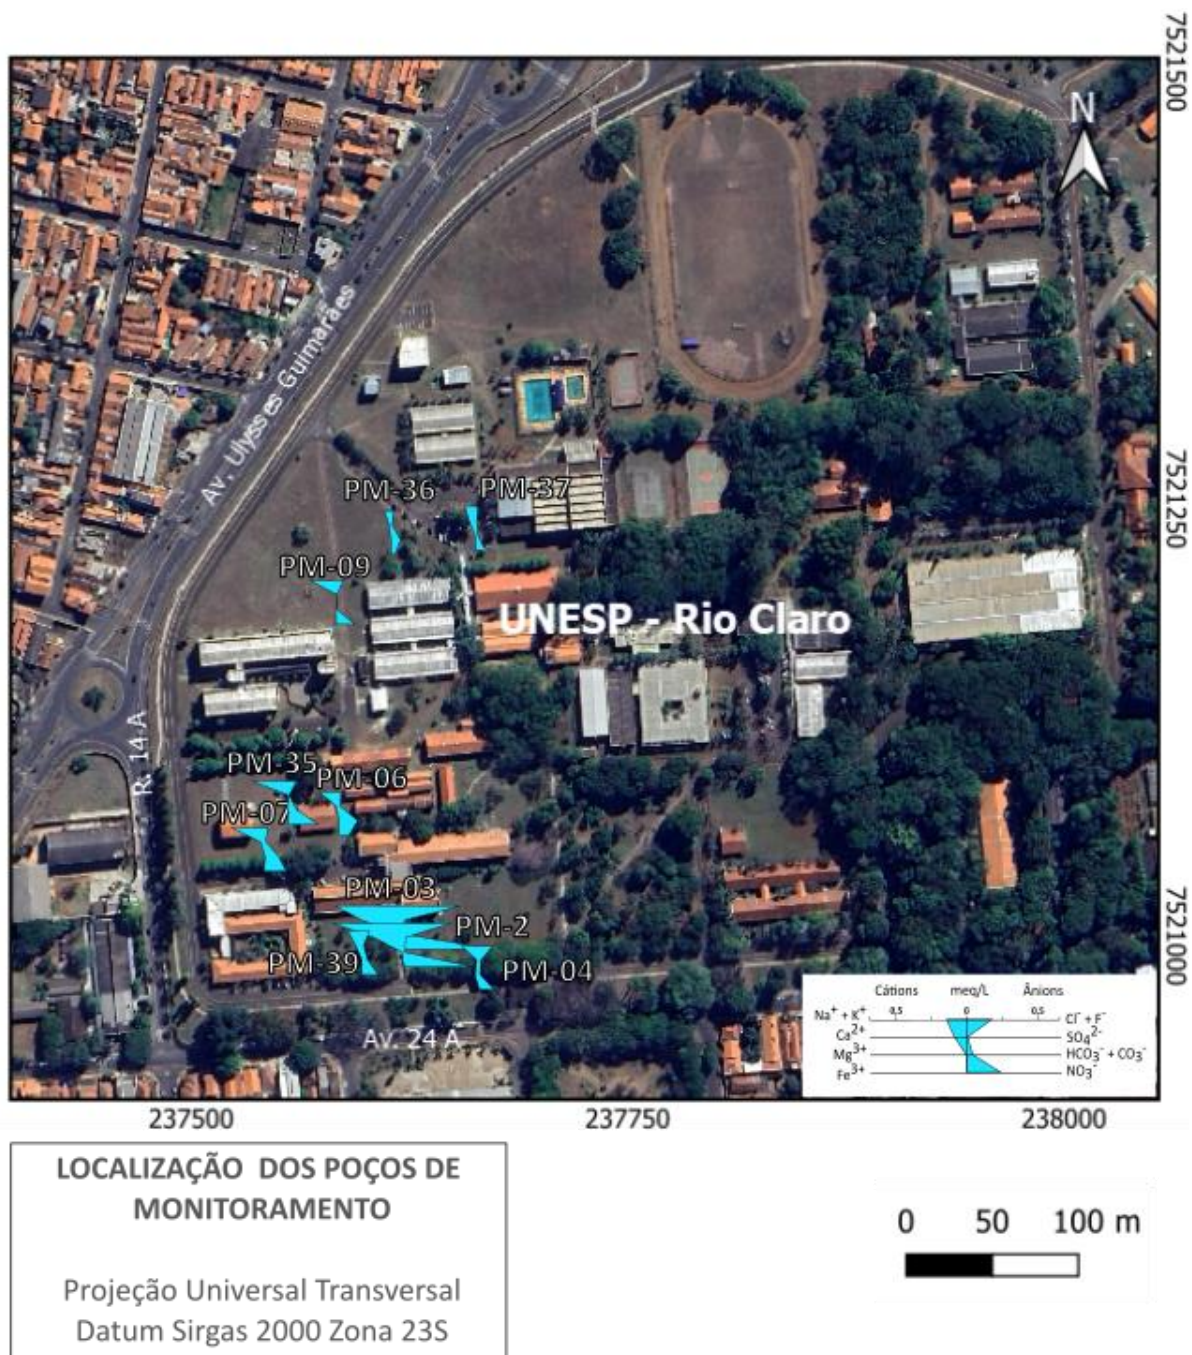 7521500
N
Av. Ulysses Guimarães
PM-36
PM-37
7521250
PM-09
UNESP - Rio Claro
R. 14 A
PM-35
PM-06
PM-07
PM-03
PM-2
PM-39
PM-04
7521000
Av. 24 A
Cátions meq/L Ânions
0,5 0 0,5
Na⁺ + K⁺ Cl⁻ + F⁻
Ca²⁺ SO₄²⁻
Mg³⁺ HCO₃⁻ + CO₃⁻
Fe³⁺ NO₃⁻
237500 237750 238000
LOCALIZAÇÃO DOS POÇOS DE
MONITORAMENTO
Projeção Universal Transversal
Datum Sirgas 2000 Zona 23S
0 50 100 m